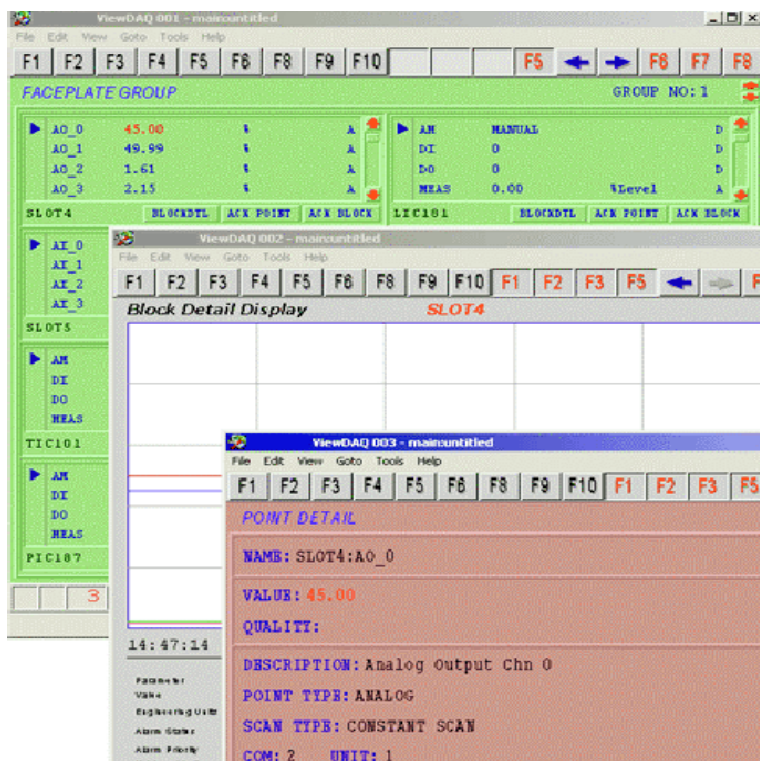 ViewDAQ 001 - main:untitled
File Edit View Goto Tools Help
F1 F2 F3 F4 F5 F6 F8 F9 F10 F5 F6 F7 F8
FACEPLATE GROUP GROUP NO: 1
AO_0 45.00 % A
AO_1 49.99 % A
AO_2 1.61 % A
AO_3 2.15 % A
SLOT4 BLOCKDTL ACK POINT ACK BLOCK
AM MANUAL D
DI 0 D
DO 0 D
MEAS 0.00 %Level A
LIC101 BLOCKDTL ACK POINT ACK BLOCK
AI_0
AI_1
AI_2
AI_3
SLOT5
AM
DI
DO
MEAS
TIC101
AM
DI
DO
MEAS
PIC107
3
ViewDAQ 002 - main:untitled
File Edit View Goto Tools Help
F1 F2 F3 F4 F5 F6 F8 F9 F10 F1 F2 F3 F5
Block Detail Display SLOT4
14:47:14
Parameter
Value
Engineering Units
Alarm Status
Alarm Priority
ViewDAQ 003 - main:untitled
File Edit View Goto Tools Help
F1 F2 F3 F4 F5 F6 F8 F9 F10 F1 F2 F3 F5
POINT DETAIL
NAME: SLOT4:AO_0
VALUE: 45.00
QUALITY:
DESCRIPTION: Analog Output Chn 0
POINT TYPE: ANALOG
SCAN TYPE: CONSTANT SCAN
COM: 2 UNIT: 1